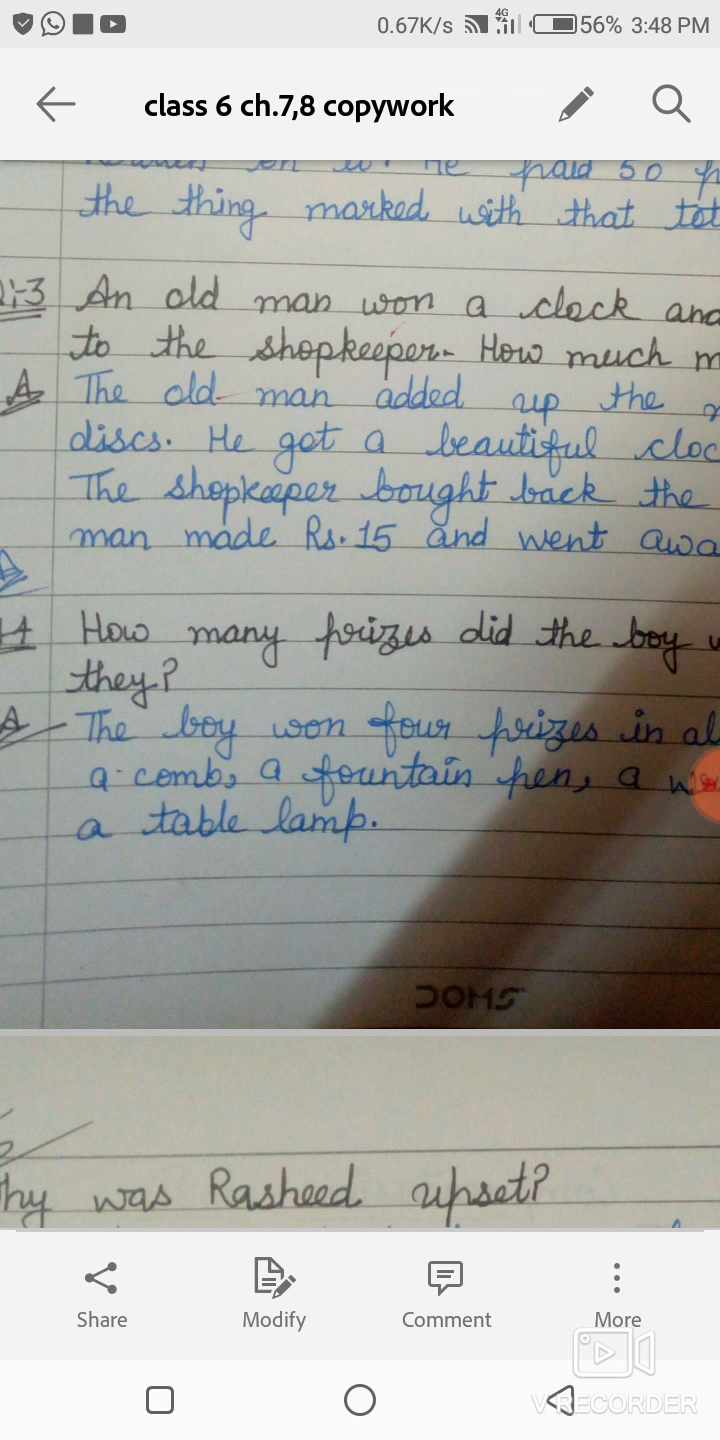 0.67K/s 4G 56% 3:48 PM
class 6 ch.7,8 copywork
paid 50
the thing marked with that
An old man won a clock and
to the shopkeeper. How much
A The old man added up the
discs. He got a beautiful
The shopkeeper bought back the
man made Rs. 15 and went
How many prizes did the boy
they?
A The boy won four prizes in
a comb, a fountain pen, a
a table lamp.
DOMS
was Rasheed upset?
Share Modify Comment More
V RECORDER